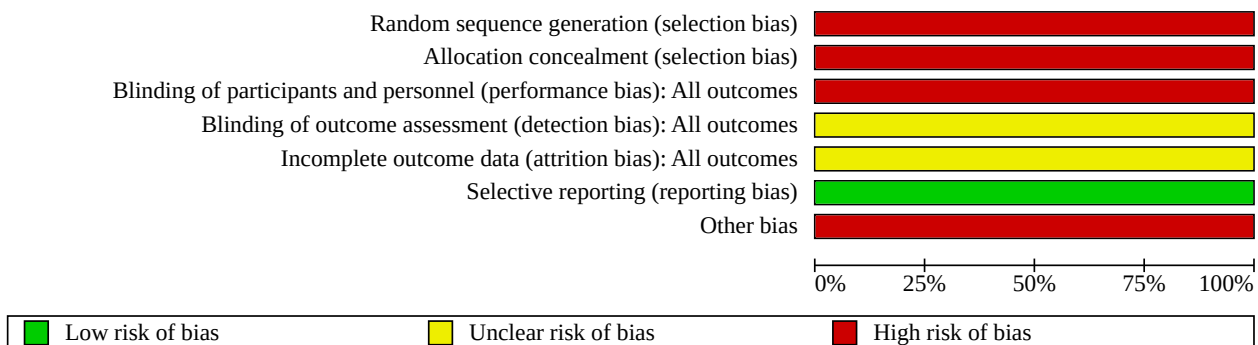 Random sequence generation (selection bias)
Allocation concealment (selection bias)
Blinding of participants and personnel (performance bias): All outcomes
Blinding of outcome assessment (detection bias): All outcomes
Incomplete outcome data (attrition bias): All outcomes
Selective reporting (reporting bias)
Other bias
0% 25% 50% 75% 100%
Low risk of bias Unclear risk of bias High risk of bias